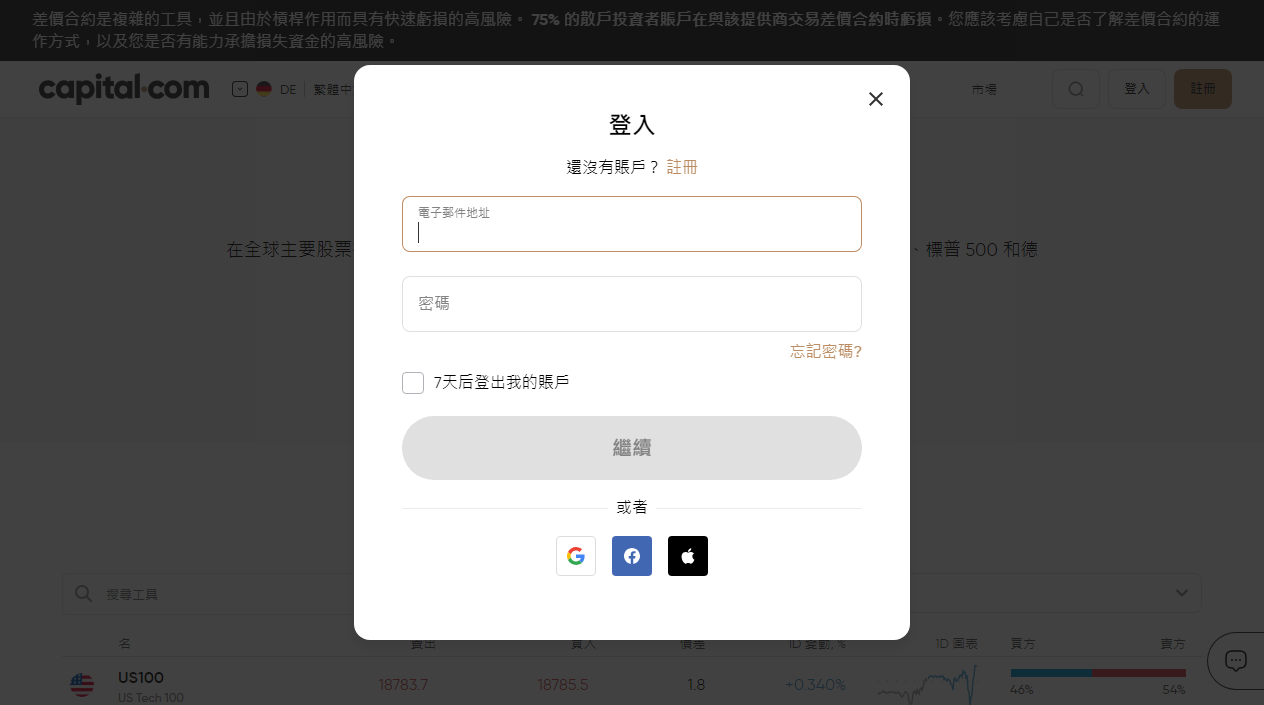 差價合約是複雜的工具，並且由於槓桿作用而具有快速虧損的高風險。 75% 的散戶投資者賬戶在與該提供商交易差價合約時虧損。您應該考慮自己是否了解差價合約的運
作方式，以及您是否有能力承擔損失資金的高風險。
capital.com DE 繁體中 市場 登入 註冊
登入
還沒有賬戶？ 註冊
電子郵件地址
在全球主要股票 、標普 500 和德
密碼
忘記密碼?
7天后登出我的賬戶
繼續
或者
搜尋工具
名 賣出 買入 價差 1D 變動, % 1D 圖表 買方 賣方
US100 18783.7 18785.5 1.8 +0.340% 46% 54%
US Tech 100